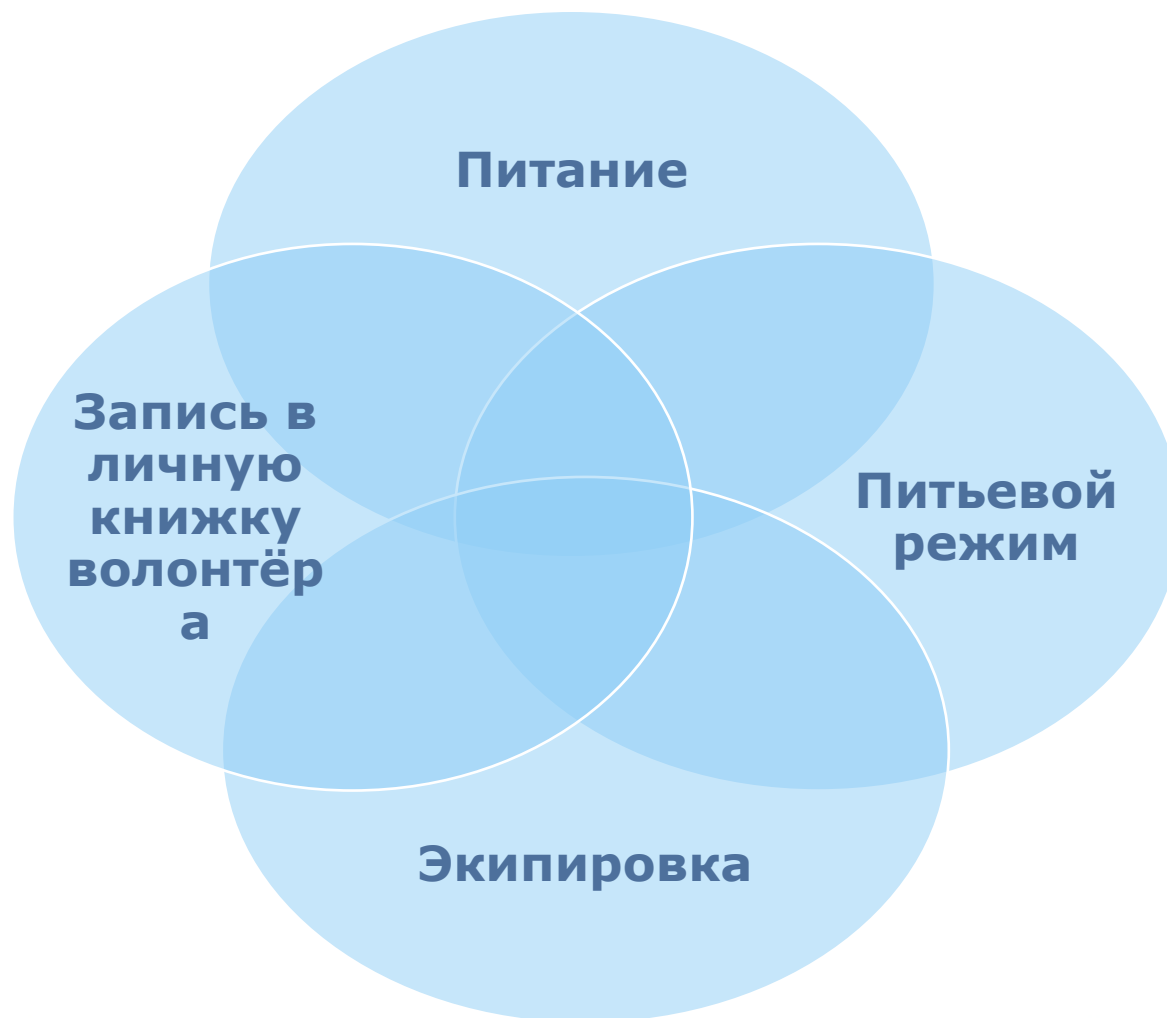 Питание
Запись в
личную
книжку
волонтёр
а
Питьевой
режим
Экипировка